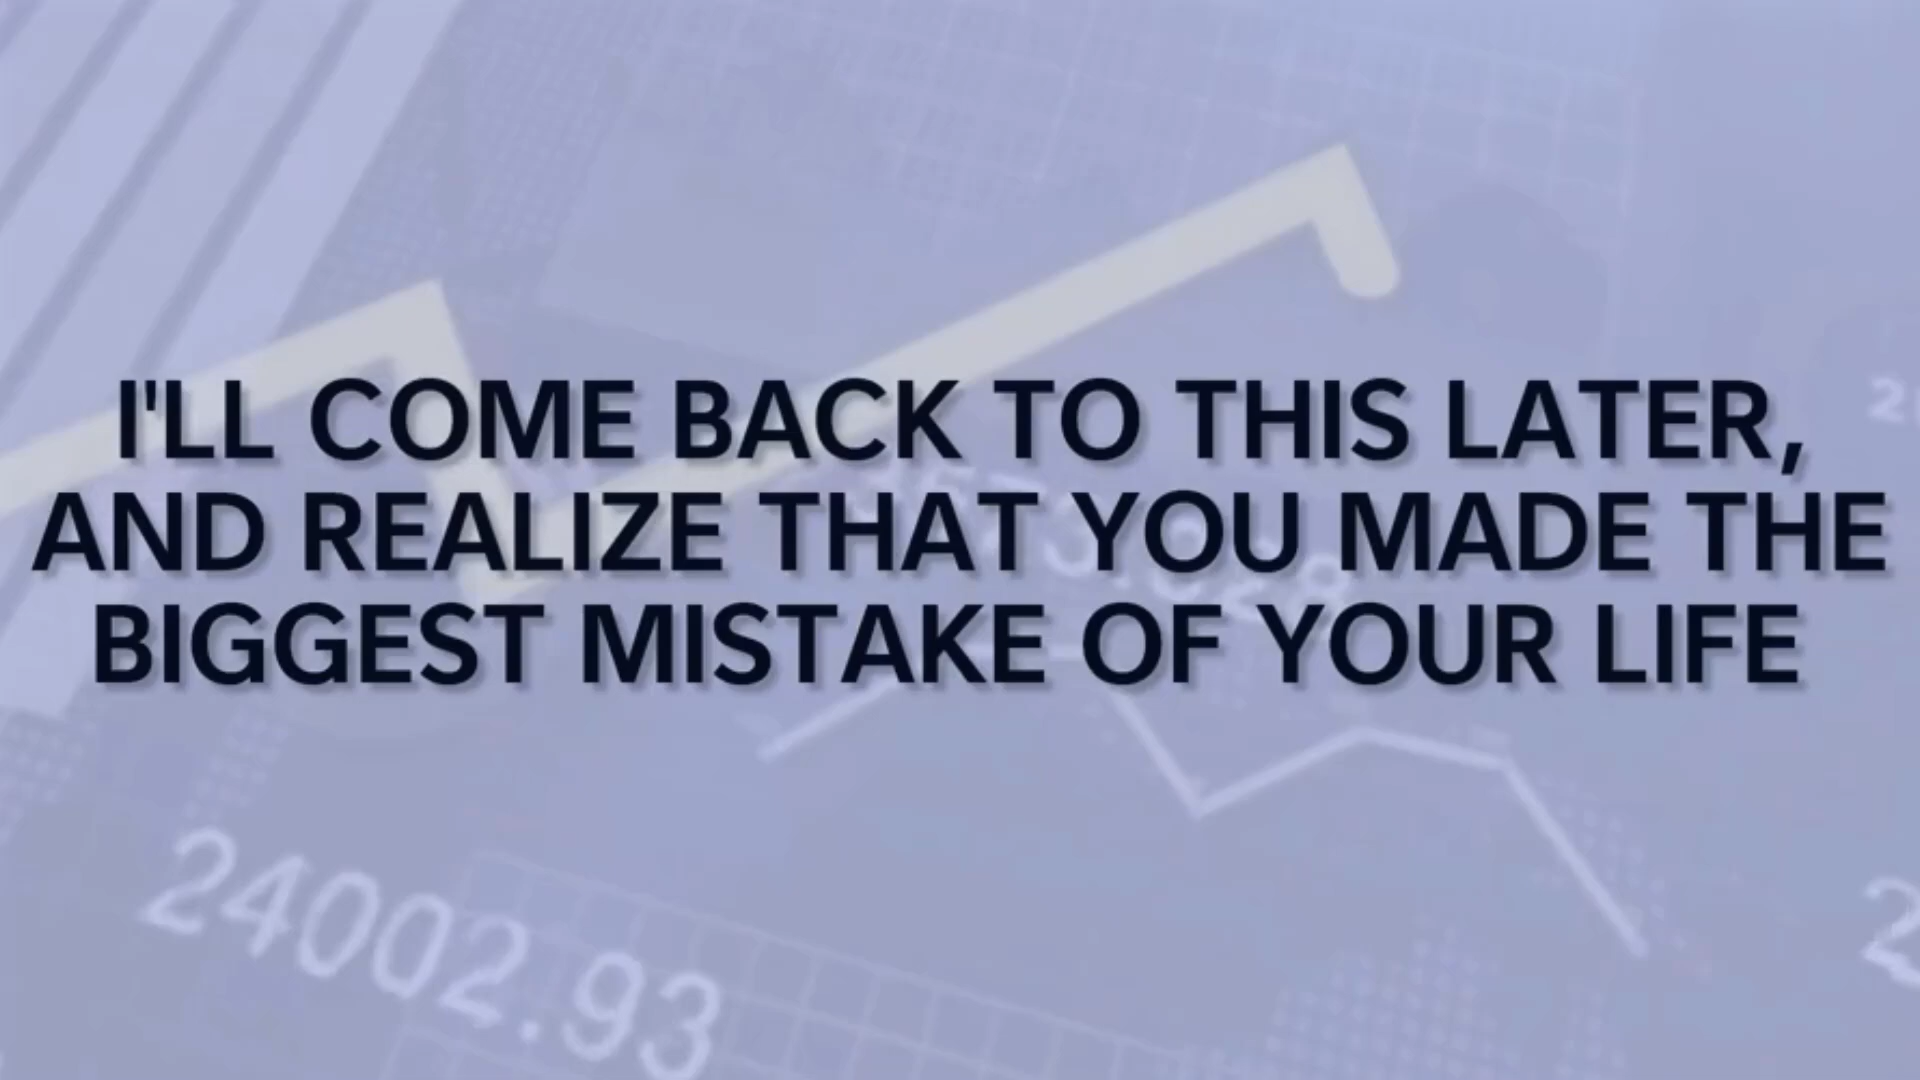 I'LL COME BACK TO THIS LATER,
AND REALIZE THAT YOU MADE THE
BIGGEST MISTAKE OF YOUR LIFE
24002.93